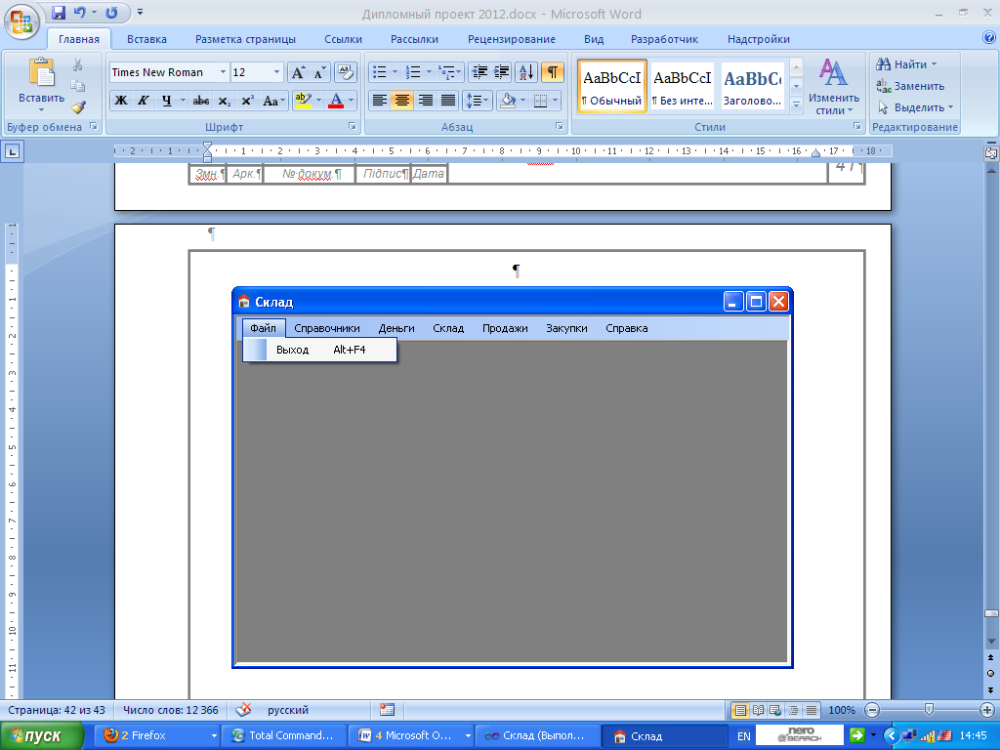 Дипломный проект 2012.docx - Microsoft Word
Главная Вставка Разметка страницы Ссылки Рассылки Рецензирование Вид Разработчик Надстройки
Вставить
Буфер обмена
Times New Roman 12
Ж К Ч abc x₂ x² Aa ab A
Шрифт
Абзац
AaBbCcI AaBbCcI AaBbCc
¶ Обычный ¶ Без инте... Заголово...
Изменить стили
Стили
Найти
Заменить
Выделить
Редактирование
2 1 1 2 3 4 5 6 7 8 9 10 11 12 13 14 15 16 17 18
Змн.¶ Арк.¶ № докум.¶ Підпис¶ Дата
41¶
¶
¶
Склад
Файл Справочники Деньги Склад Продажи Закупки Справка
Выход Alt+F4
Страница: 42 из 43 Число слов: 12 366 русский 100%
пуск 2 Firefox Total Command... 4 Microsoft O... Склад (Выпол... Склад EN nero SEARCH 14:45